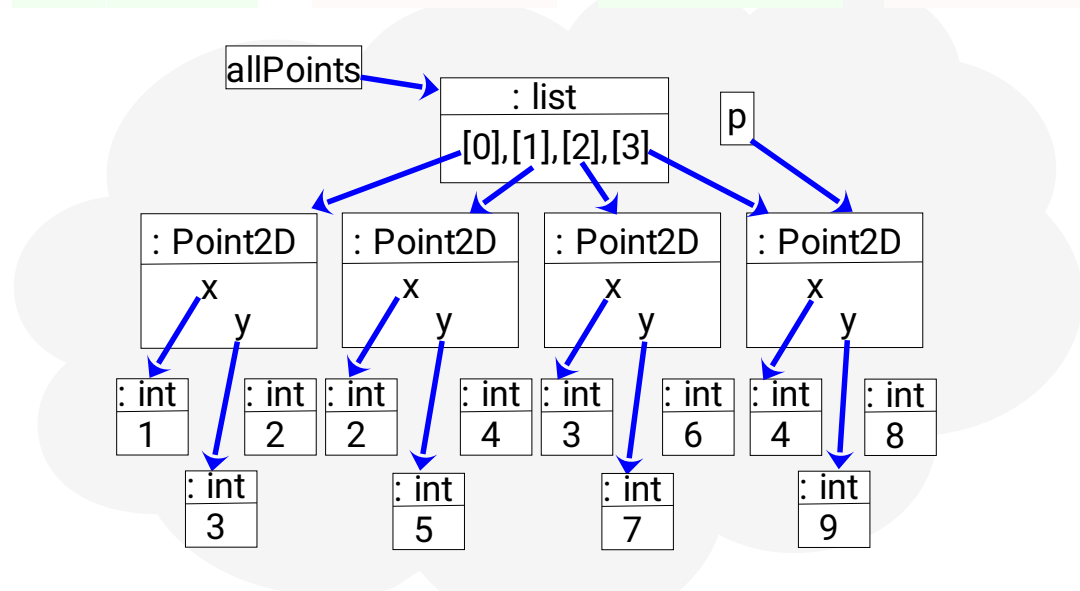 allPoints
: list
[0],[1],[2],[3]
p
: Point2D
x
y
: Point2D
x
y
: Point2D
x
y
: Point2D
x
y
: int
1
: int
2
: int
2
: int
4
: int
3
: int
6
: int
4
: int
8
: int
3
: int
5
: int
7
: int
9